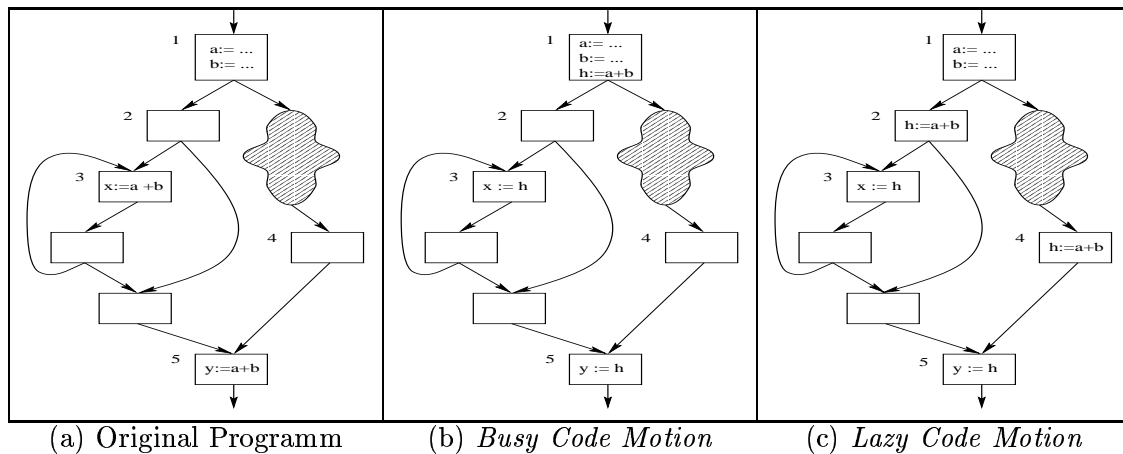 1
a:= ...
b:= ...
2
3
x:=a +b
4
5
y:=a+b
(a) Original Programm
1
a:= ...
b:= ...
h:=a+b
2
3
x := h
4
5
y := h
(b) Busy Code Motion
1
a:= ...
b:= ...
2
h:=a+b
3
x := h
4
h:=a+b
5
y := h
(c) Lazy Code Motion